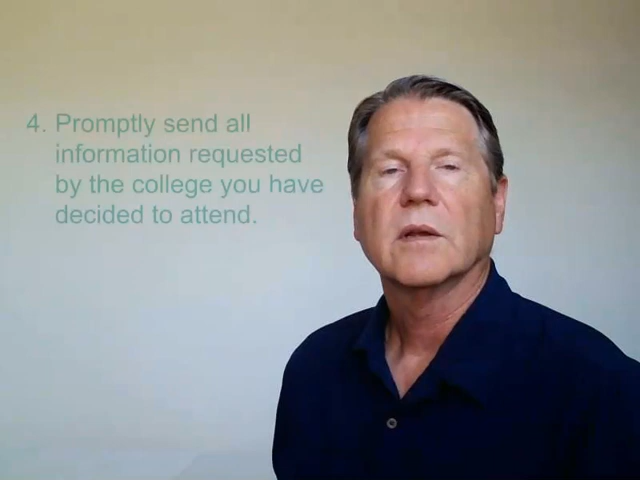 4. Promptly send all
information requested
by the college you have
decided to attend.